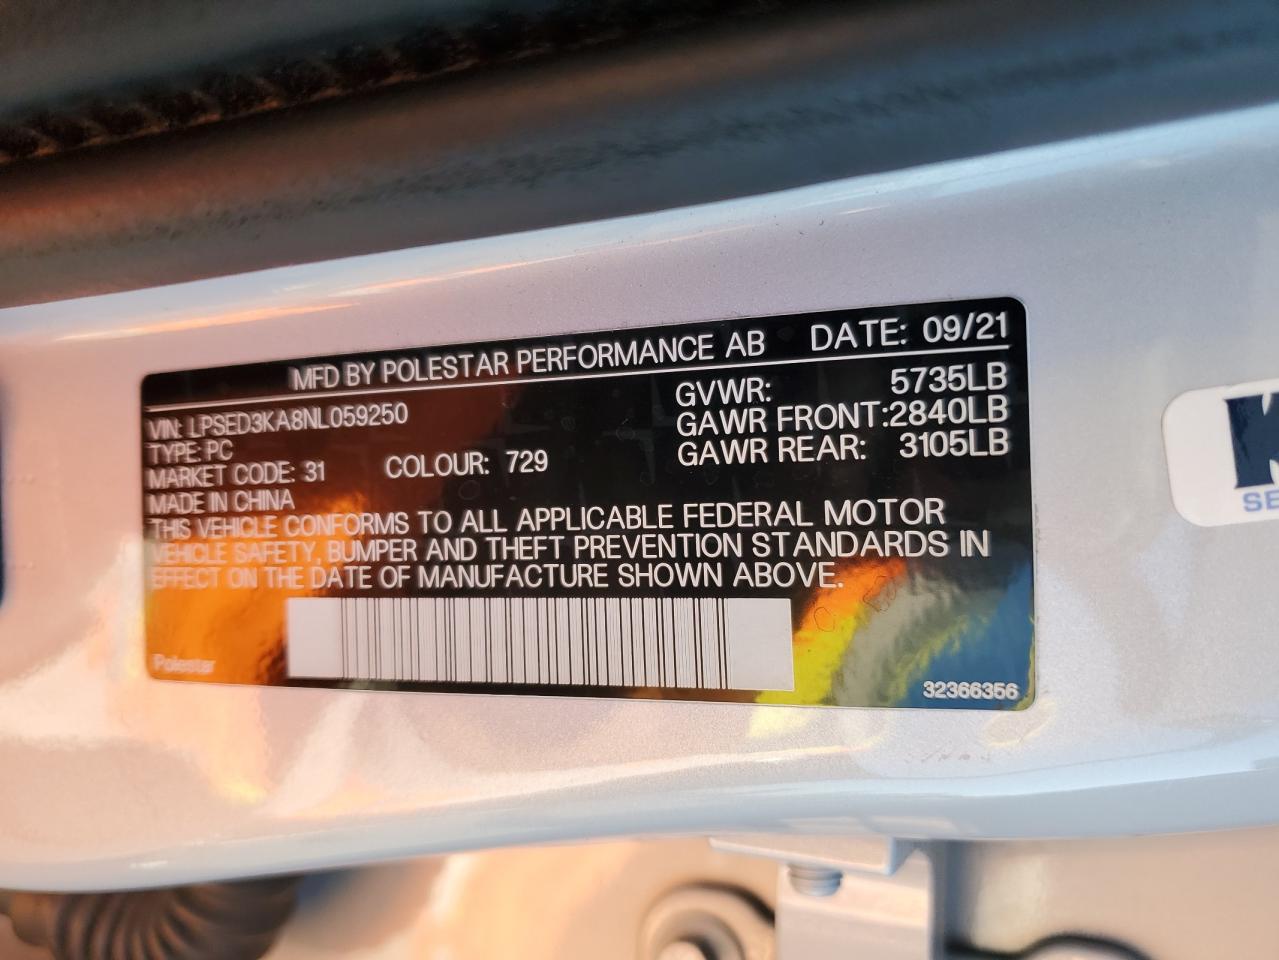 MFD BY POLESTAR PERFORMANCE AB DATE: 09/21
VIN: LPSED3KA8NL059250
GVWR: 5735LB
TYPE: PC
GAWR FRONT:2840LB
MARKET CODE: 31 COLOUR: 729
GAWR REAR: 3105LB
MADE IN CHINA
THIS VEHICLE CONFORMS TO ALL APPLICABLE FEDERAL MOTOR
VEHICLE SAFETY, BUMPER AND THEFT PREVENTION STANDARDS IN
EFFECT ON THE DATE OF MANUFACTURE SHOWN ABOVE.
Polestar
32366356